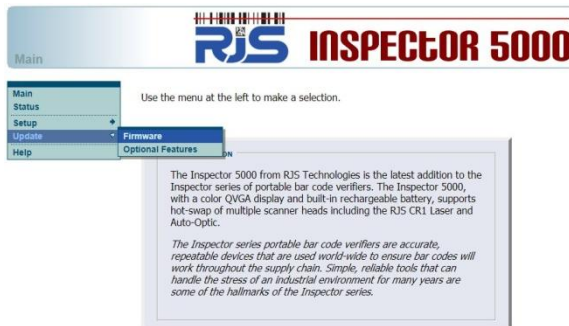 RJS INSPECTOR 5000
Main
Main
Status
Setup
Update
Help
Firmware
Optional Features
Use the menu at the left to make a selection.
ON
The Inspector 5000 from RJS Technologies is the latest addition to the
Inspector series of portable bar code verifiers. The Inspector 5000,
with a color QVGA display and built-in rechargeable battery, supports
hot-swap of multiple scanner heads including the RJS CR1 Laser and
Auto-Optic.
The Inspector series portable bar code verifiers are accurate,
repeatable devices that are used world-wide to ensure bar codes will
work throughout the supply chain. Simple, reliable tools that can
handle the stress of an industrial environment for many years are
some of the hallmarks of the Inspector series.